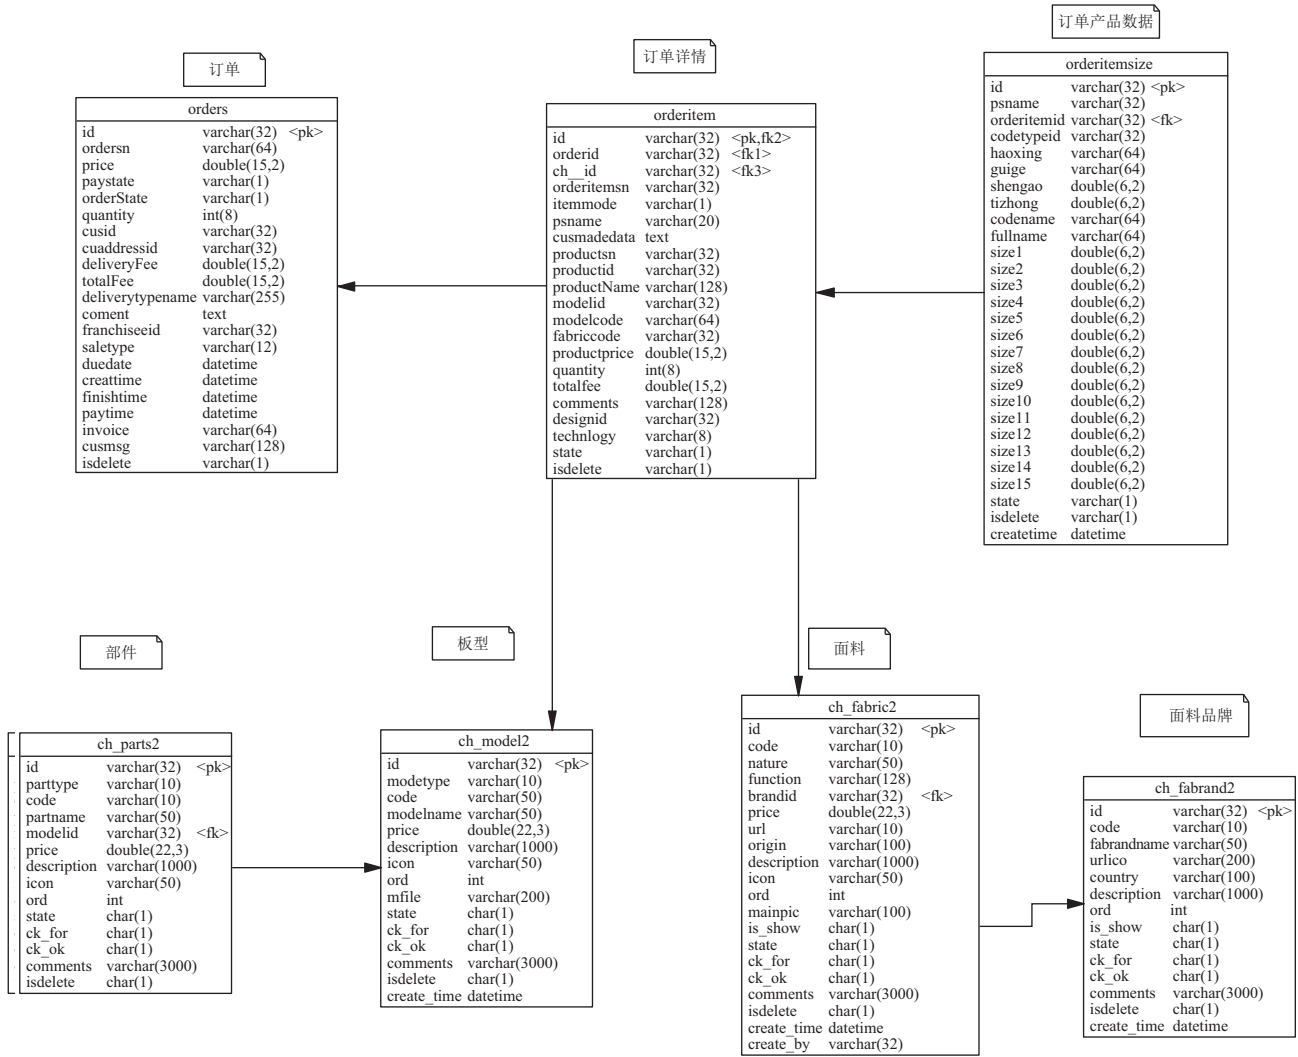 订单
orders
id varchar(32) <pk>
ordersn varchar(64)
price double(15,2)
paystate varchar(1)
orderState varchar(1)
quantity int(8)
cusid varchar(32)
cuaddressid varchar(32)
deliveryFee double(15,2)
totalFee double(15,2)
deliverytypename varchar(255)
coment text
franchiseeid varchar(32)
saletype varchar(12)
duedate datetime
creattime datetime
finishtime datetime
paytime datetime
invoice varchar(64)
cusmsg varchar(128)
isdelete varchar(1)
订单详情
orderitem
id varchar(32) <pk,fk2>
orderid varchar(32) <fk1>
ch__id varchar(32) <fk3>
orderitemsn varchar(32)
itemmode varchar(1)
psname varchar(20)
cusmadedata text
productsn varchar(32)
productid varchar(32)
productName varchar(128)
modelid varchar(32)
modelcode varchar(64)
fabriccode varchar(32)
productprice double(15,2)
quantity int(8)
totalfee double(15,2)
comments varchar(128)
designid varchar(32)
technlogy varchar(8)
state varchar(1)
isdelete varchar(1)
订单产品数据
orderitemsize
id varchar(32) <pk>
psname varchar(32)
orderitemid varchar(32) <fk>
codetypeid varchar(32)
haoxing varchar(64)
guige varchar(64)
shengao double(6,2)
tizhong double(6,2)
codename varchar(64)
fullname varchar(64)
size1 double(6,2)
size2 double(6,2)
size3 double(6,2)
size4 double(6,2)
size5 double(6,2)
size6 double(6,2)
size7 double(6,2)
size8 double(6,2)
size9 double(6,2)
size10 double(6,2)
size11 double(6,2)
size12 double(6,2)
size13 double(6,2)
size14 double(6,2)
size15 double(6,2)
state varchar(1)
isdelete varchar(1)
createtime datetime
部件
ch_parts2
id varchar(32) <pk>
parttype varchar(10)
code varchar(10)
partname varchar(50)
modelid varchar(32) <fk>
price double(22,3)
description varchar(1000)
icon varchar(50)
ord int
state char(1)
ck_for char(1)
ck_ok char(1)
comments varchar(3000)
isdelete char(1)
板型
ch_model2
id varchar(32) <pk>
modetype varchar(10)
code varchar(50)
modelname varchar(50)
price double(22,3)
description varchar(1000)
icon varchar(50)
ord int
mfile varchar(200)
state char(1)
ck_for char(1)
ck_ok char(1)
comments varchar(3000)
isdelete char(1)
create_time datetime
面料
ch_fabric2
id varchar(32) <pk>
code varchar(10)
nature varchar(50)
function varchar(128)
brandid varchar(32) <fk>
price double(22,3)
url varchar(10)
origin varchar(100)
description varchar(1000)
icon varchar(50)
ord int
mainpic varchar(100)
is_show char(1)
state char(1)
ck_for char(1)
ck_ok char(1)
comments varchar(3000)
isdelete char(1)
create_time datetime
create_by varchar(32)
面料品牌
ch_fabrand2
id varchar(32) <pk>
code varchar(10)
fabrandname varchar(50)
urlico varchar(200)
country varchar(100)
description varchar(1000)
ord int
is_show char(1)
state char(1)
ck_for char(1)
ck_ok char(1)
comments varchar(3000)
isdelete char(1)
create_time datetime